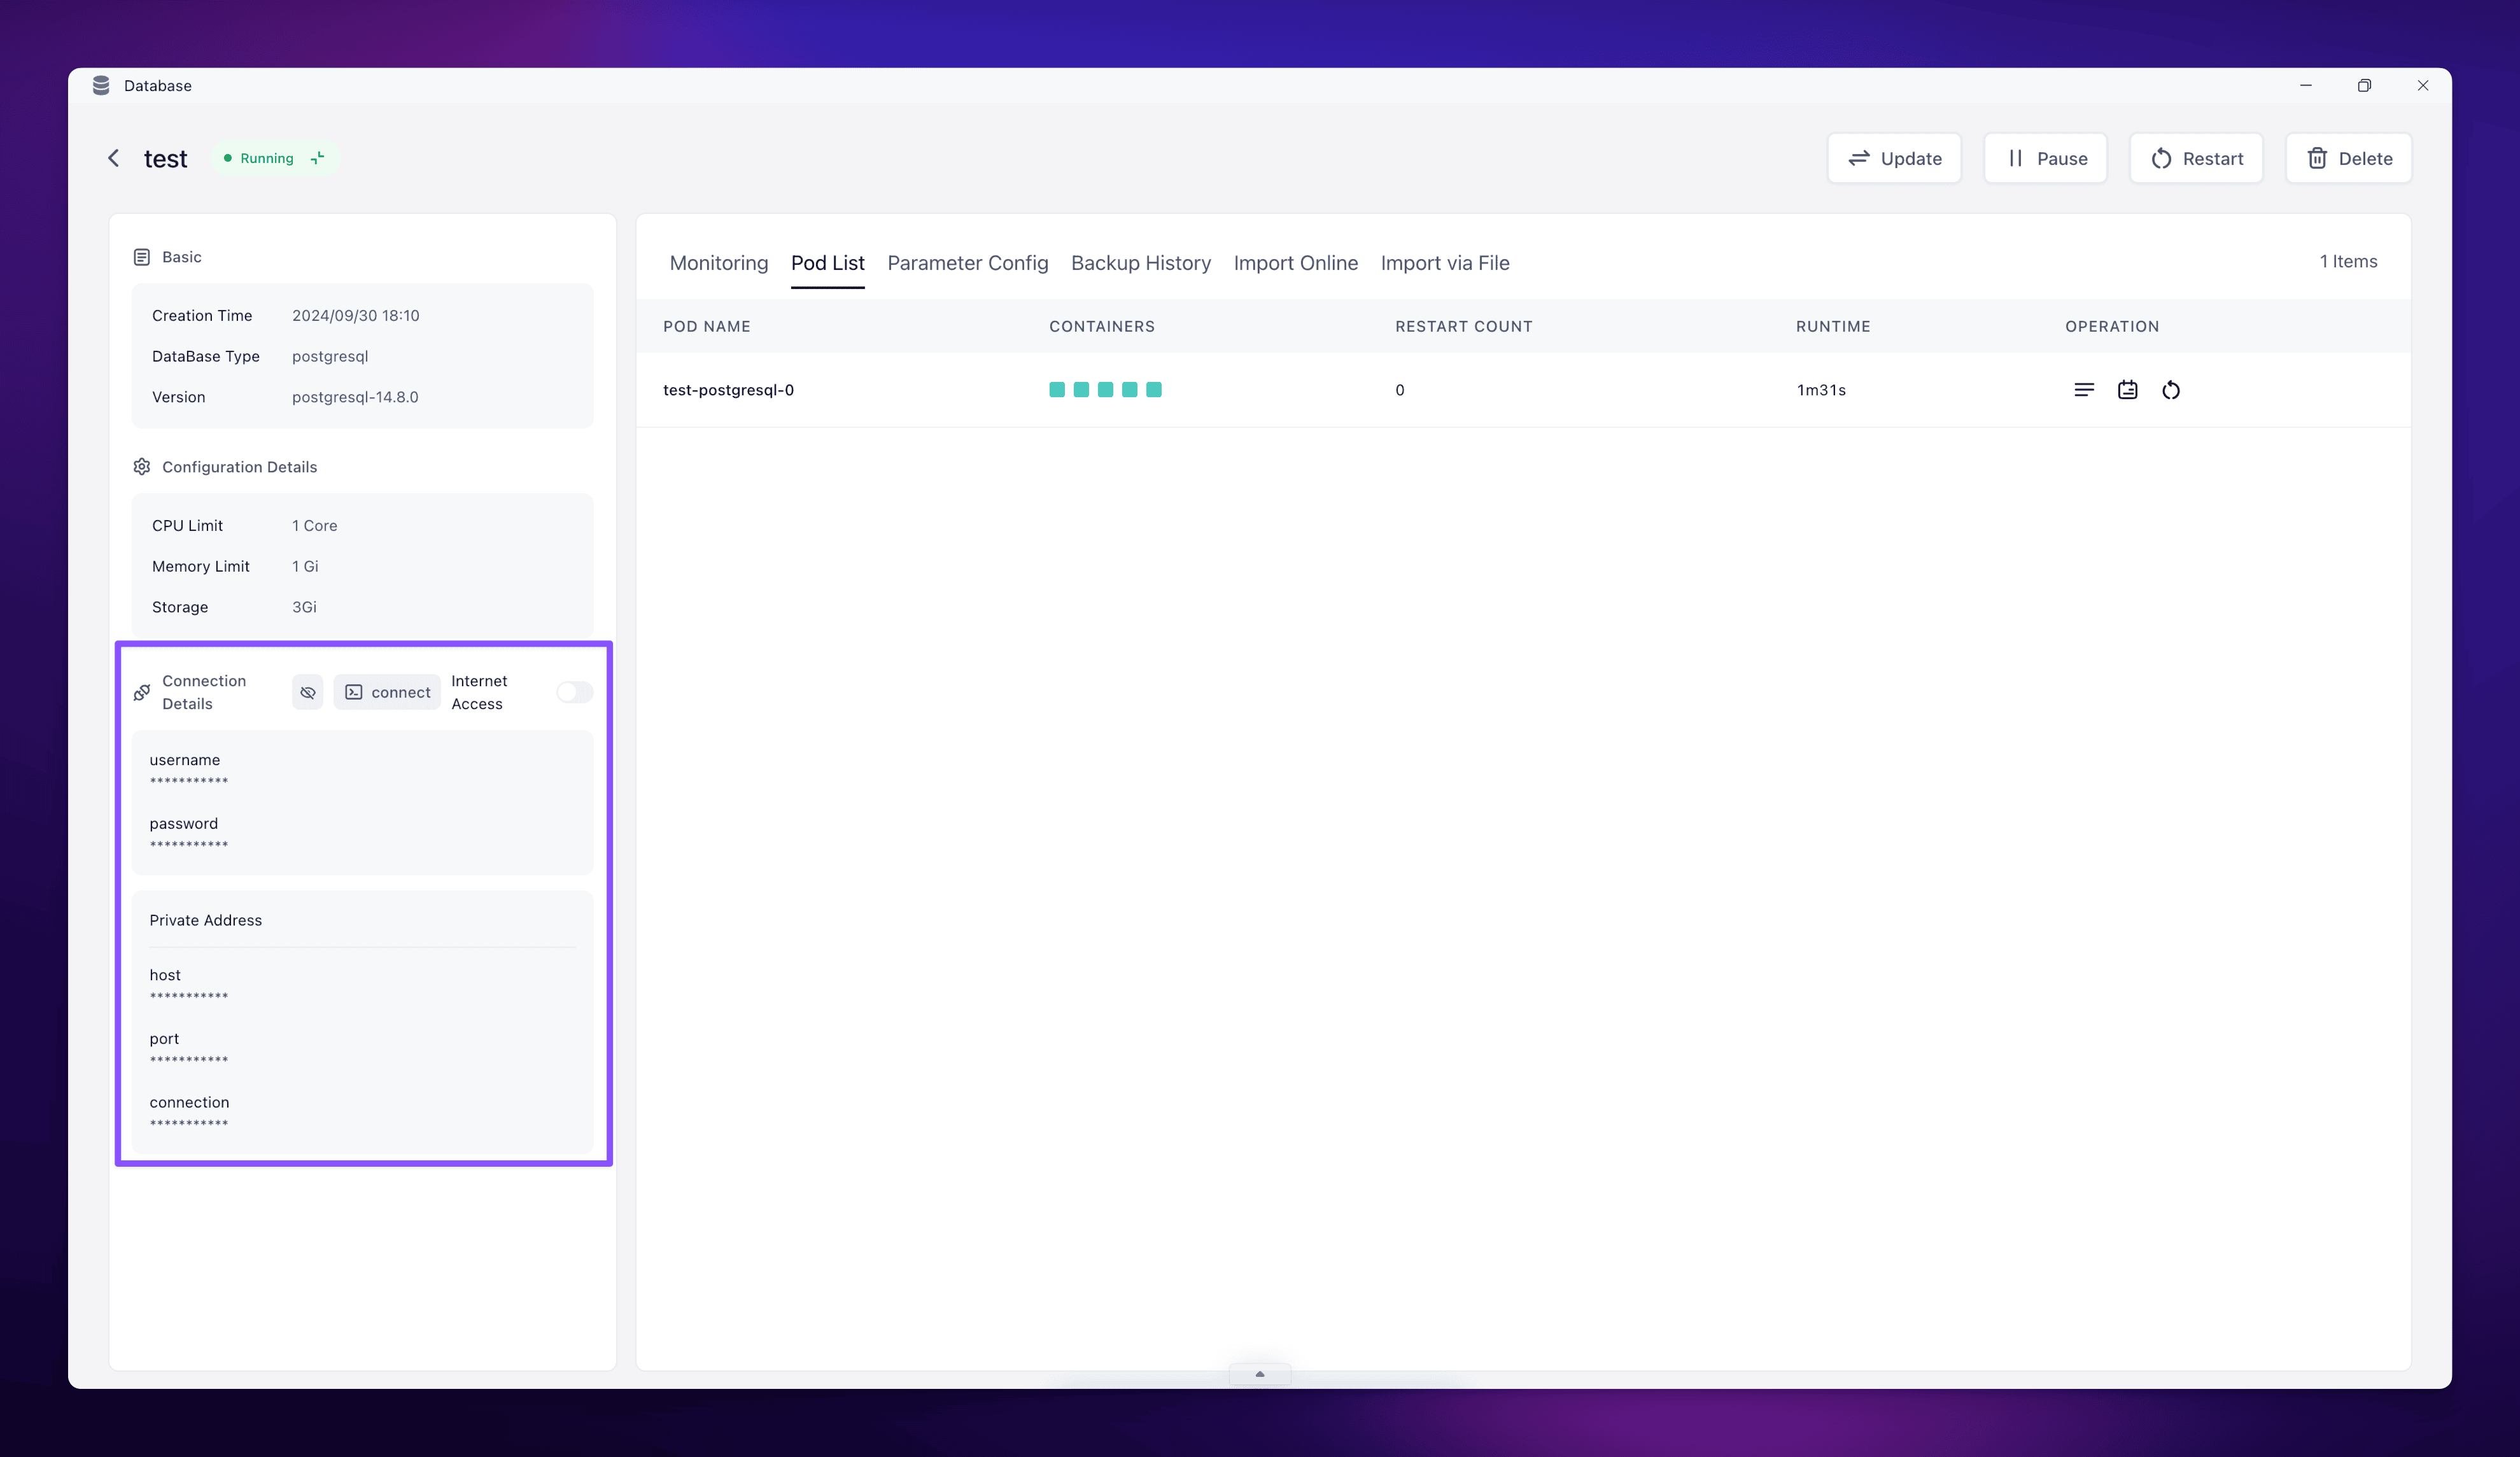 Database
test
Running
Update
Pause
Restart
Delete
Basic
Creation Time 2024/09/30 18:10
DataBase Type postgresql
Version postgresql-14.8.0
Configuration Details
CPU Limit 1 Core
Memory Limit 1 Gi
Storage 3Gi
Connection
Details
connect
Internet
Access
username
***********
password
***********
Private Address
host
***********
port
***********
connection
***********
Monitoring Pod List Parameter Config Backup History Import Online Import via File 1 Items
POD NAME CONTAINERS RESTART COUNT RUNTIME OPERATION
test-postgresql-0 0 1m31s